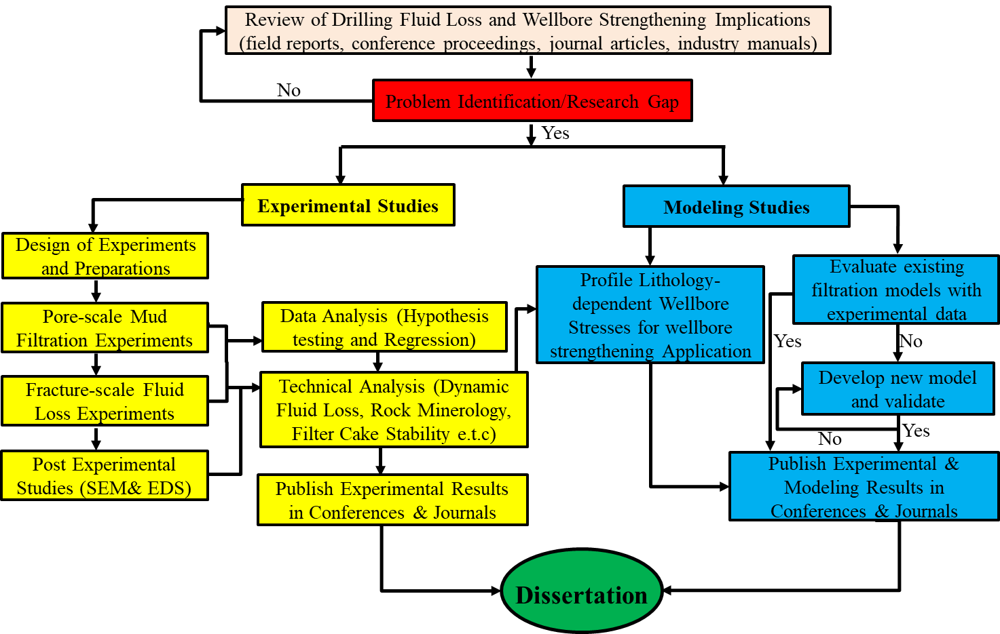 Review of Drilling Fluid Loss and Wellbore Strengthening Implications
(field reports, conference proceedings, journal articles, industry manuals)
No
Problem Identification/Research Gap
Yes
Experimental Studies
Modeling Studies
Design of Experiments
and Preparations
Pore-scale Mud
Filtration Experiments
Fracture-scale Fluid
Loss Experiments
Post Experimental
Studies (SEM& EDS)
Data Analysis (Hypothesis
testing and Regression)
Technical Analysis (Dynamic
Fluid Loss, Rock Minerology,
Filter Cake Stability e.t.c)
Publish Experimental Results
in Conferences & Journals
Profile Lithology-
dependent Wellbore
Stresses for wellbore
strengthening Application
Evaluate existing
filtration models with
experimental data
Yes
No
Develop new model
and validate
No
Yes
Publish Experimental &
Modeling Results in
Conferences & Journals
Dissertation